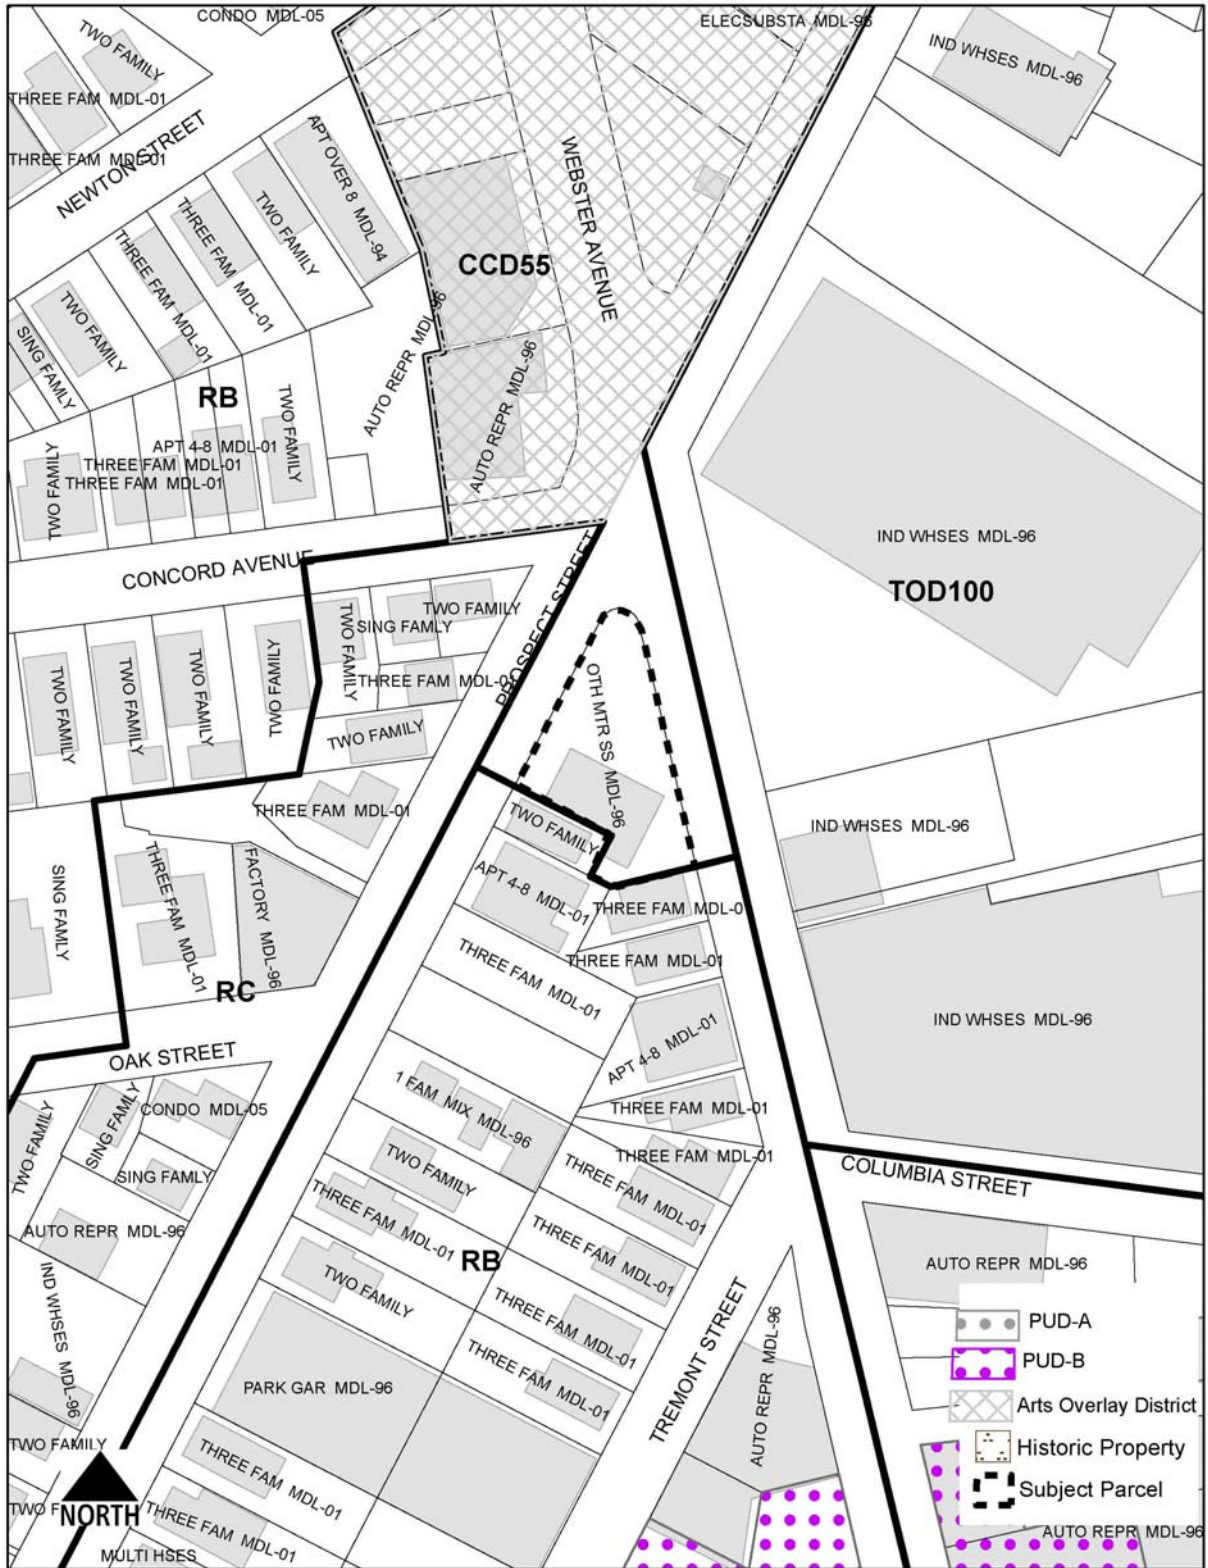 CONDO MDL-05
ELECSUBSTA MDL-96
TWO FAMILY
IND WHSES MDL-96
THREE FAM MDL-01
THREE FAM MDL-01
NEWTON STREET
APT OVER 8 MDL-94
TWO FAMILY
THREE FAM MDL-01
THREE FAM MDL-01
TWO FAMILY
SING FAMILY
WEBSTER AVENUE
CCD55
AUTO REPR MDL-96
AUTO REPR MDL-96
RB
TWO FAMILY
APT 4-8 MDL-01
THREE FAM MDL-01
THREE FAM MDL-01
TWO FAMILY
IND WHSES MDL-96
TOD100
CONCORD AVENUE
PROSPECT STREET
TWO FAMILY
SING FAMLY
TWO FAMILY
THREE FAM MDL-0
TWO FAMILY
TWO FAMILY
TWO FAMILY
TWO FAMILY
TWO FAMILY
OTH MTR SS MDL-96
THREE FAM MDL-01
TWO FAMILY
IND WHSES MDL-96
SING FAMLY
THREE FAM MDL-01
FACTORY MDL-96
APT 4-8 MDL-01
THREE FAM MDL-0
THREE FAM MDL-01
THREE FAM MDL-01
RC
IND WHSES MDL-96
OAK STREET
APT 4-8 MDL-01
1 FAM MIX MDL-96
THREE FAM MDL-01
TWO FAMILY
SING FAMLY
CONDO MDL-05
SING FAMLY
TWO FAMILY
THREE FAM MDL-01
THREE FAM MDL-01
COLUMBIA STREET
AUTO REPR MDL-96
THREE FAM MDL-01
THREE FAM MDL-01
RB
IND WHSES MDL-96
TWO FAMILY
THREE FAM MDL-01
THREE FAM MDL-01
TREMONT STREET
AUTO REPR MDL-96
AUTO REPR MDL-96
PARK GAR MDL-96
PUD-A
PUD-B
Arts Overlay District
Historic Property
Subject Parcel
TWO FAMILY
THREE FAM MDL-01
TWO F
NORTH
THREE FAM MDL-01
MULTI HSES
AUTO REPR MDL-96